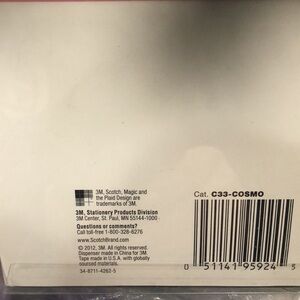 3M, Scotch, Magic and
the Plaid Design are
trademarks of 3M.
3M, Stationery Products Division
3M Center, St. Paul, MN 55144-1000
Questions or comments?
Call toll-free 1-800-328-6276
www.ScotchBrand.com
© 2012, 3M. All rights reserved.
Dispenser made in China for 3M.
Tape made in U.S.A. with globally
sourced materials.
34-8711-4262-5
Cat. C33-COSMO
0 51141 95924 5